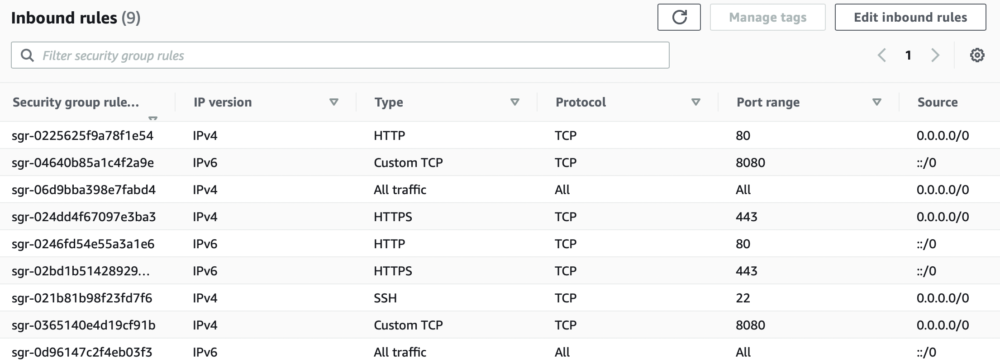 Inbound rules (9)
Manage tags
Edit inbound rules
Filter security group rules
1
Security group rule... IP version Type Protocol Port range Source
sgr-0225625f9a78f1e54 IPv4 HTTP TCP 80 0.0.0.0/0
sgr-04640b85a1c4f2a9e IPv6 Custom TCP TCP 8080 ::/0
sgr-06d9bba398e7fabd4 IPv4 All traffic All All 0.0.0.0/0
sgr-024dd4f67097e3ba3 IPv4 HTTPS TCP 443 0.0.0.0/0
sgr-0246fd54e55a3a1e6 IPv6 HTTP TCP 80 ::/0
sgr-02bd1b51428929... IPv6 HTTPS TCP 443 ::/0
sgr-021b81b98f23fd7f6 IPv4 SSH TCP 22 0.0.0.0/0
sgr-0365140e4d19cf91b IPv4 Custom TCP TCP 8080 0.0.0.0/0
sgr-0d96147c2f4eb03f3 IPv6 All traffic All All ::/0